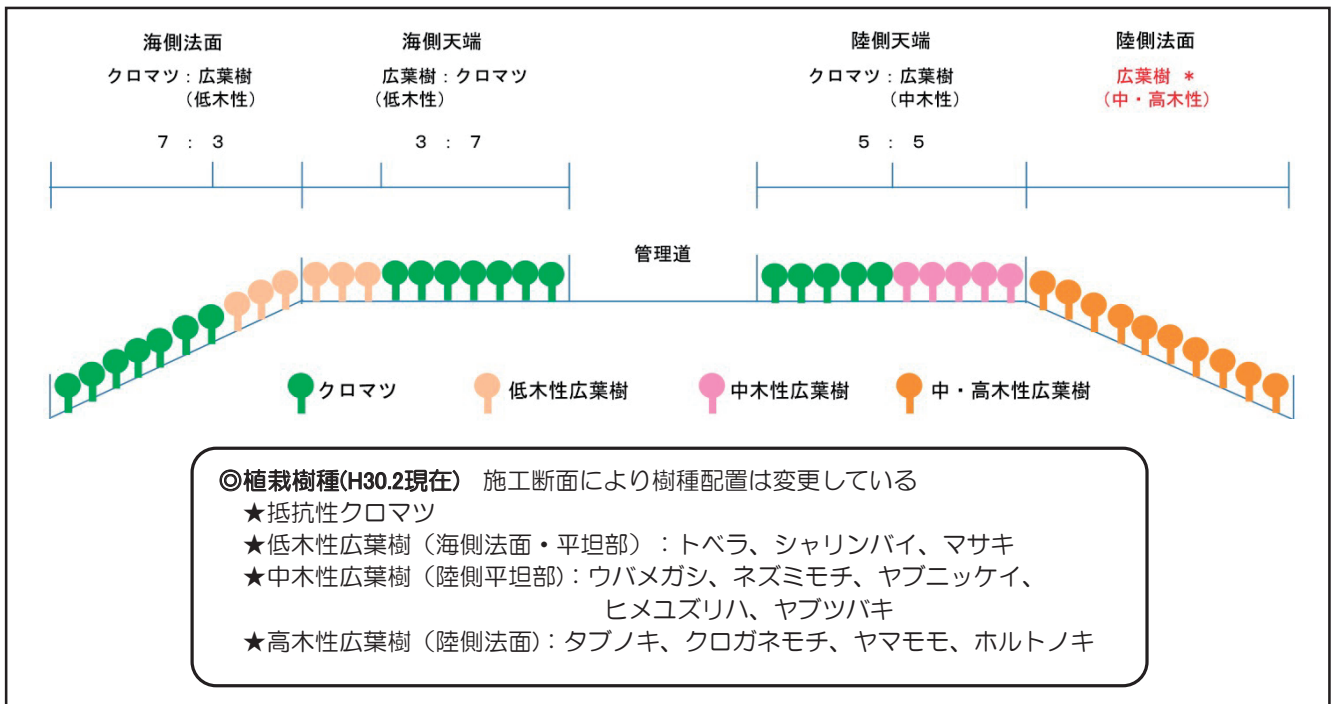 海側法面
クロマツ：広葉樹
(低木性)
7 : 3
海側天端
広葉樹：クロマツ
(低木性)
3 : 7
陸側天端
クロマツ：広葉樹
(中木性)
5 : 5
陸側法面
広葉樹 *
(中・高木性)
管理道
クロマツ
低木性広葉樹
中木性広葉樹
中・高木性広葉樹
◎植栽樹種(H30.2現在) 施工断面により樹種配置は変更している
★抵抗性クロマツ
★低木性広葉樹（海側法面・平坦部）：トベラ、シャリンバイ、マサキ
★中木性広葉樹（陸側平坦部）：ウバメガシ、ネズミモチ、ヤブニッケイ、
ヒメユズリハ、ヤブツバキ
★高木性広葉樹（陸側法面）：タブノキ、クロガネモチ、ヤマモモ、ホルトノキ